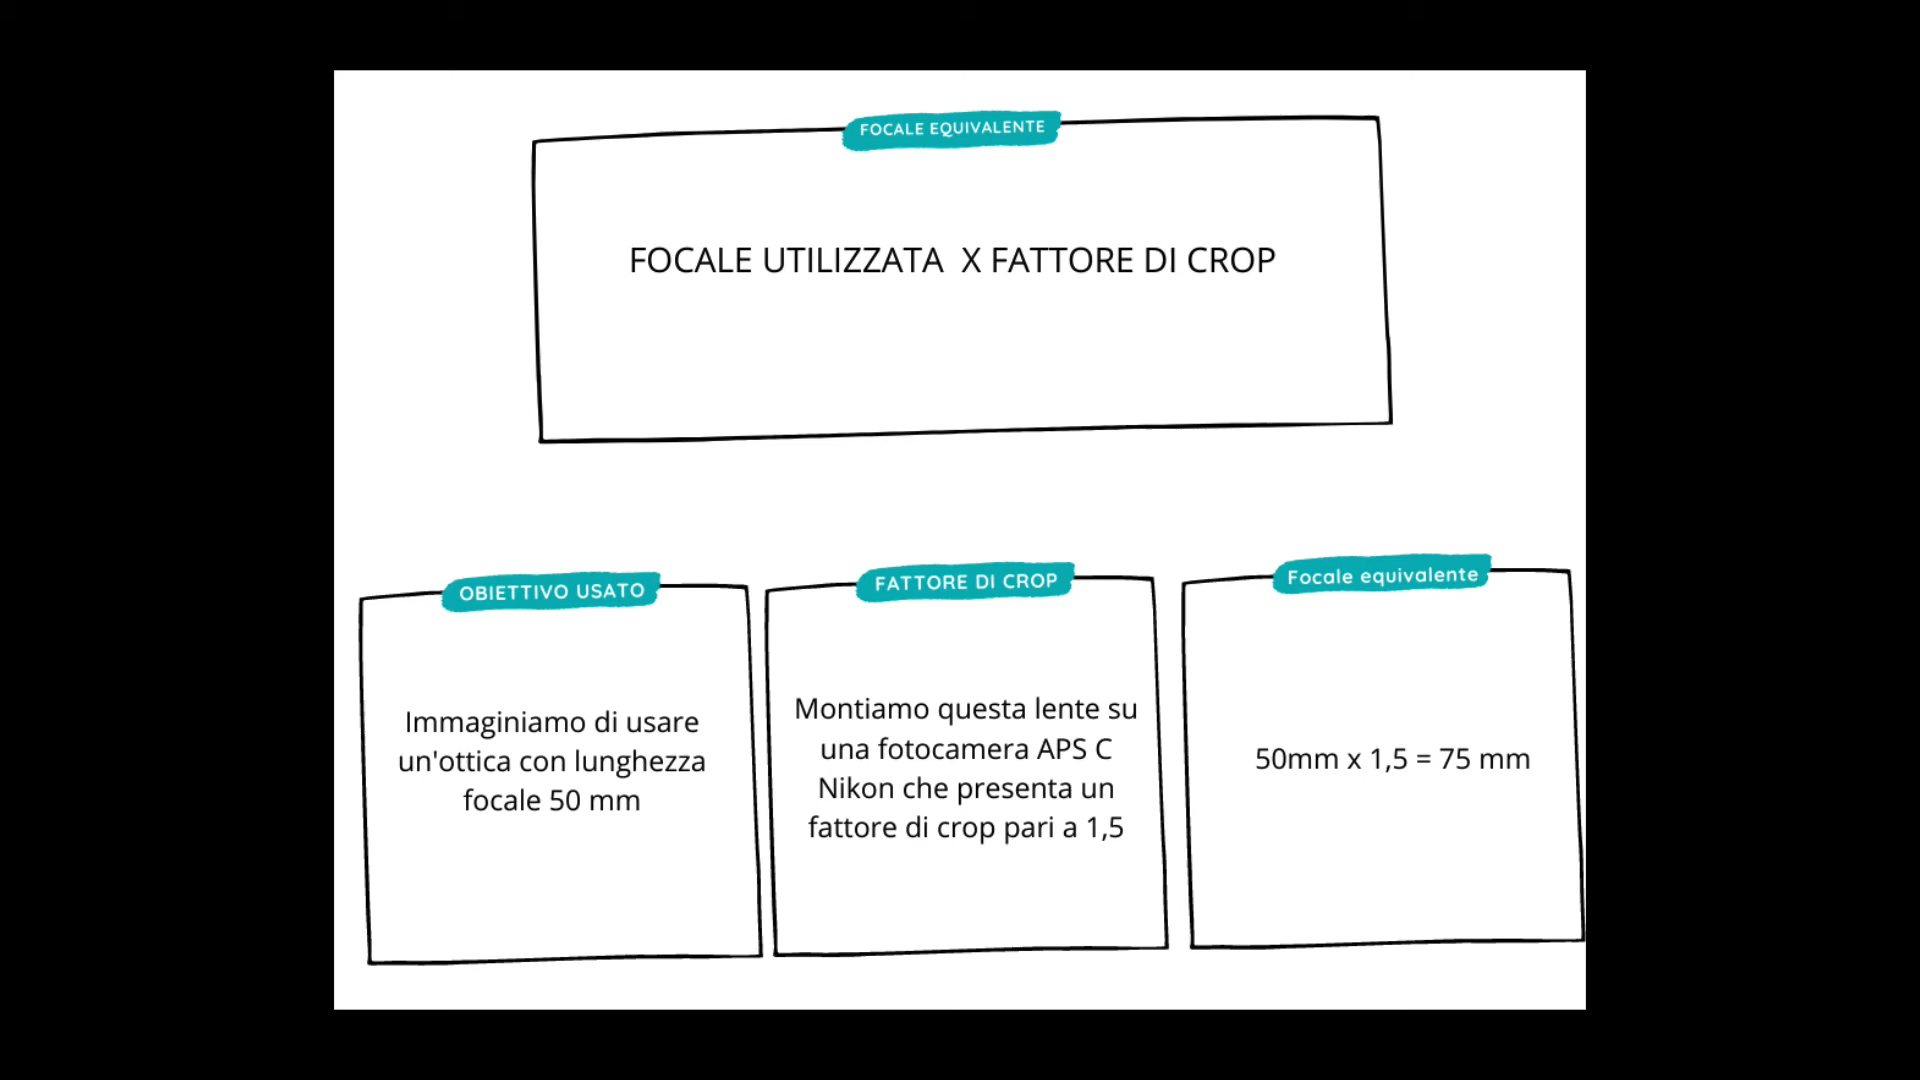 FOCALE EQUIVALENTE
FOCALE UTILIZZATA X FATTORE DI CROP
OBIETTIVO USATO
Immaginiamo di usare
un'ottica con lunghezza
focale 50 mm
FATTORE DI CROP
Montiamo questa lente su
una fotocamera APS C
Nikon che presenta un
fattore di crop pari a 1,5
Focale equivalente
50mm x 1,5 = 75 mm